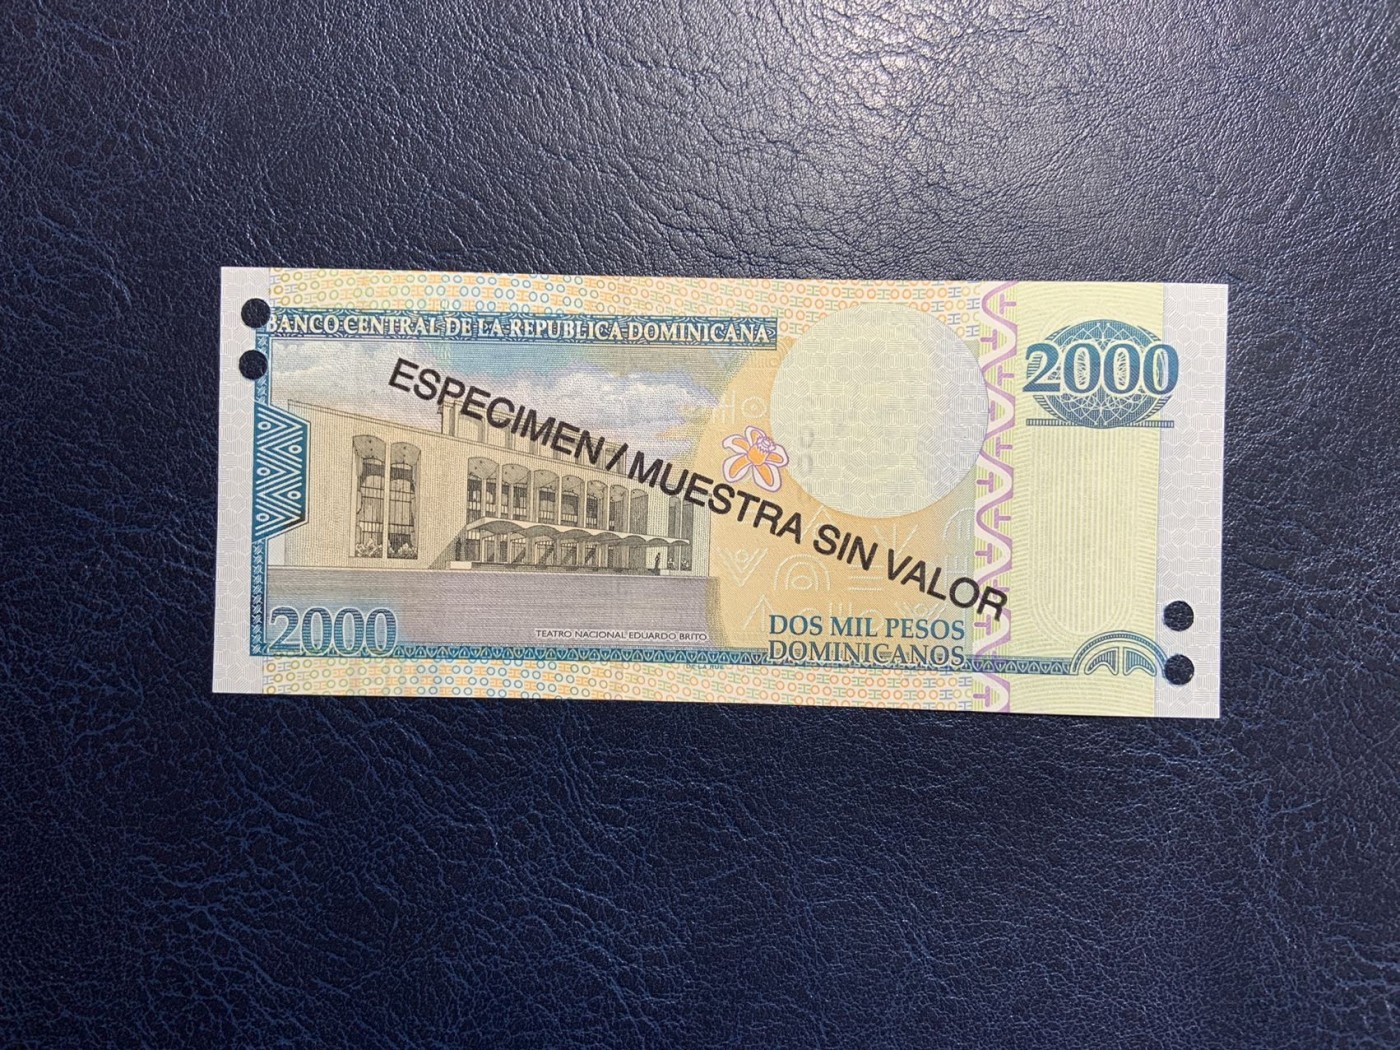 BANCO CENTRAL DE LA REPUBLICA DOMINICANA
2000
ESPECIMEN / MUESTRA SIN VALOR
2000
TEATRO NACIONAL EDUARDO BRITO
DOS MIL PESOS
DOMINICANOS